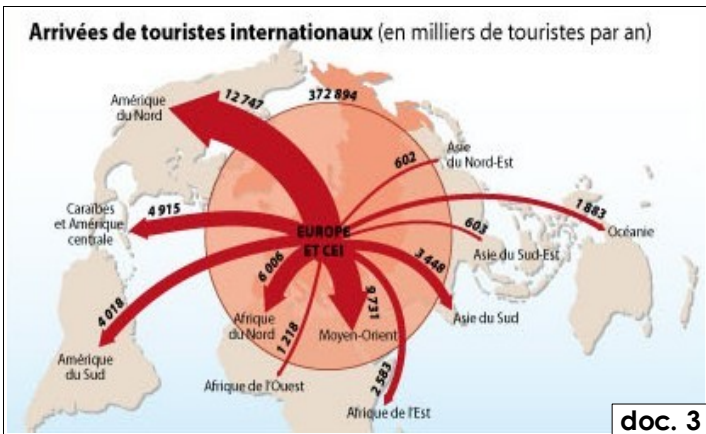 Arrivées de touristes internationaux (en milliers de touristes par an)
Amérique
du Nord
12 747
372 894
602
Asie
du Nord-Est
Caraïbes
et Amérique
centrale
4 915
EUROPE
ET CEI
1 883
Océanie
603
Asie du Sud-Est
3 448
Asie du Sud
4 018
Amérique
du Sud
6 006
Afrique
du Nord
1 218
Afrique de l'Ouest
9 731
Moyen-Orient
2 583
Afrique de l'Est
doc. 3